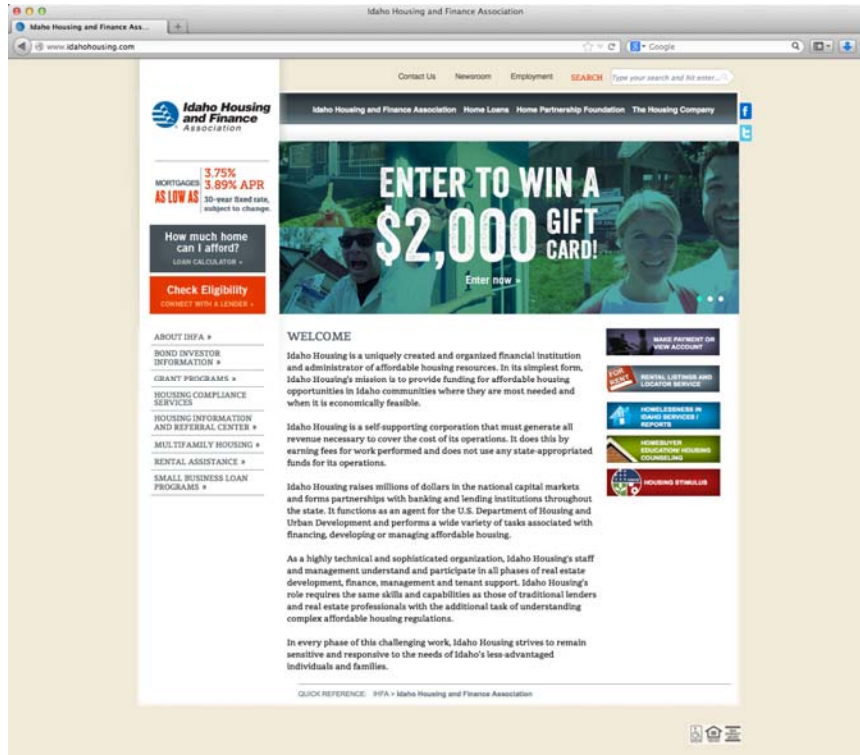 Idaho Housing and Finance Association
Idaho Housing and Finance Ass...
www.idahohousing.com
Google
Contact Us Newsroom Employment SEARCH Type your search and hit enter...
Idaho Housing
and Finance
Association
Idaho Housing and Finance Association Home Loans Home Partnership Foundation The Housing Company
MORTGAGES
AS LOW AS
3.75%
3.89% APR
30-year fixed rate,
subject to change.
How much home
can I afford?
LOAN CALCULATOR »
Check Eligibility
CONNECT WITH A LENDER »
ENTER TO WIN A
$2,000 GIFT
CARD!
Enter now »
ABOUT IHFA »
BOND INVESTOR
INFORMATION »
GRANT PROGRAMS »
HOUSING COMPLIANCE
SERVICES
HOUSING INFORMATION
AND REFERRAL CENTER »
MULTIFAMILY HOUSING »
RENTAL ASSISTANCE »
SMALL BUSINESS LOAN
PROGRAMS »
WELCOME
Idaho Housing is a uniquely created and organized financial institution
and administrator of affordable housing resources. In its simplest form,
Idaho Housing's mission is to provide funding for affordable housing
opportunities in Idaho communities where they are most needed and
when it is economically feasible.
Idaho Housing is a self-supporting corporation that must generate all
revenue necessary to cover the cost of its operations. It does this by
earning fees for work performed and does not use any state-appropriated
funds for its operations.
Idaho Housing raises millions of dollars in the national capital markets
and forms partnerships with banking and lending institutions throughout
the state. It functions as an agent for the U.S. Department of Housing and
Urban Development and performs a wide variety of tasks associated with
financing, developing or managing affordable housing.
As a highly technical and sophisticated organization, Idaho Housing's staff
and management understand and participate in all phases of real estate
development, finance, management and tenant support. Idaho Housing's
role requires the same skills and capabilities as those of traditional lenders
and real estate professionals with the additional task of understanding
complex affordable housing regulations.
In every phase of this challenging work, Idaho Housing strives to remain
sensitive and responsive to the needs of Idaho's less-advantaged
individuals and families.
MAKE PAYMENT OR
VIEW ACCOUNT
FOR
RENT
RENTAL LISTINGS AND
LOCATOR SERVICE
HOMELESSNESS IN
IDAHO SERVICES /
REPORTS
HOMEBUYER
EDUCATION/ HOUSING
COUNSELING
HOUSING STIMULUS
QUICK REFERENCE: IHFA > Idaho Housing and Finance Association